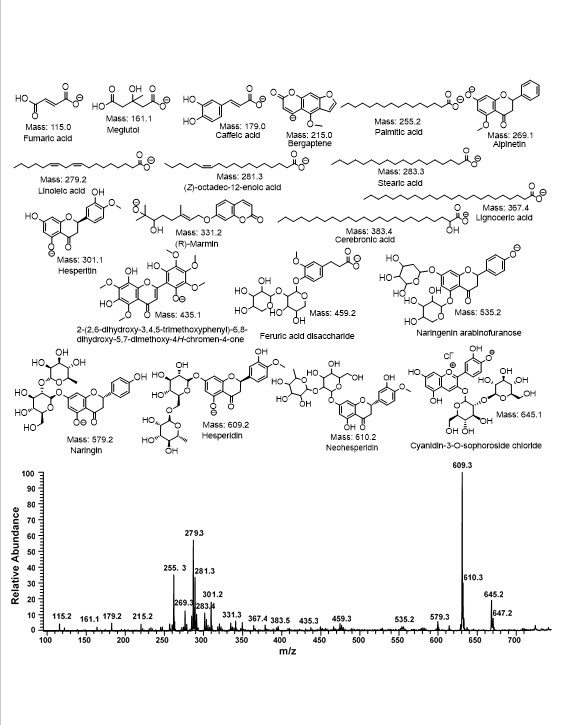 Mass: 115.0
Fumaric acid
Mass: 161.1
Meglutol
Mass: 179.0
Caffeic acid
Mass: 215.0
Bergaptene
Mass: 255.2
Palmitic acid
Mass: 269.1
Alpinetin
Mass: 279.2
Linoleic acid
Mass: 281.3
(Z)-octadec-12-enoic acid
Mass: 283.3
Stearic acid
Mass: 367.4
Lignoceric acid
Mass: 301.1
Hesperitin
Mass: 331.2
(R)-Marmin
Mass: 383.4
Cerebronic acid
Mass: 435.1
2-(2,6-dihydroxy-3,4,5-trimethoxyphenyl)-6,8-
dihydroxy-5,7-dimethoxy-4H-chromen-4-one
Mass: 459.2
Feruric acid disaccharide
Mass: 535.2
Naringenin arabinofuranose
Mass: 579.2
Naringin
Mass: 609.2
Hesperidin
Mass: 610.2
Neohesperidin
Mass: 645.1
Cyanidin-3-O-sophoroside chloride
Relative Abundance
100
90
80
70
60
50
40
30
20
10
0
115.2
161.1
179.2
215.2
255. 3
269.3
279.3
281.3
283.4
301.2
331.3
367.4
383.5
435.3
459.3
535.2
579.3
609.3
610.3
645.2
647.2
100 150 200 250 300 350 400 450 500 550 600 650 700
m/z